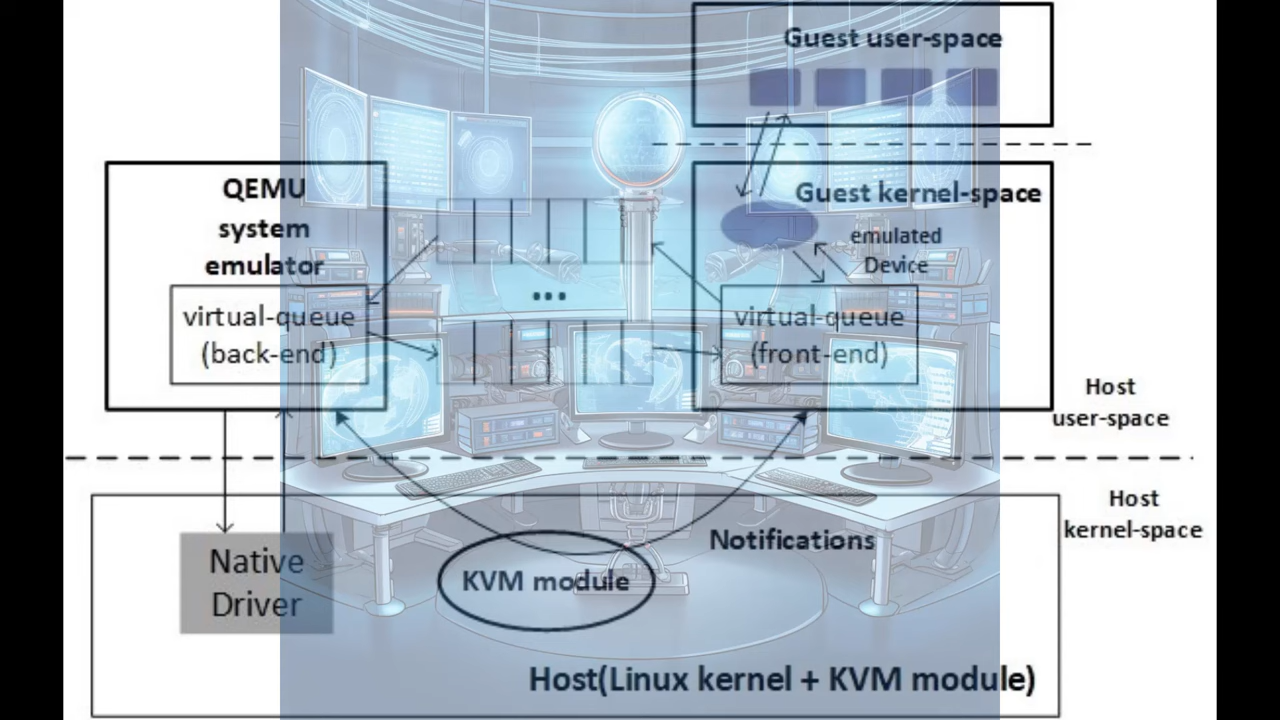 Guest user-space
QEMU
system
emulator
Guest kernel-space
emulated
Device
virtual-queue
(back-end)
virtual-queue
(front-end)
Host
user-space
Host
kernel-space
Native
Driver
Notifications
KVM module
Host(Linux kernel + KVM module)